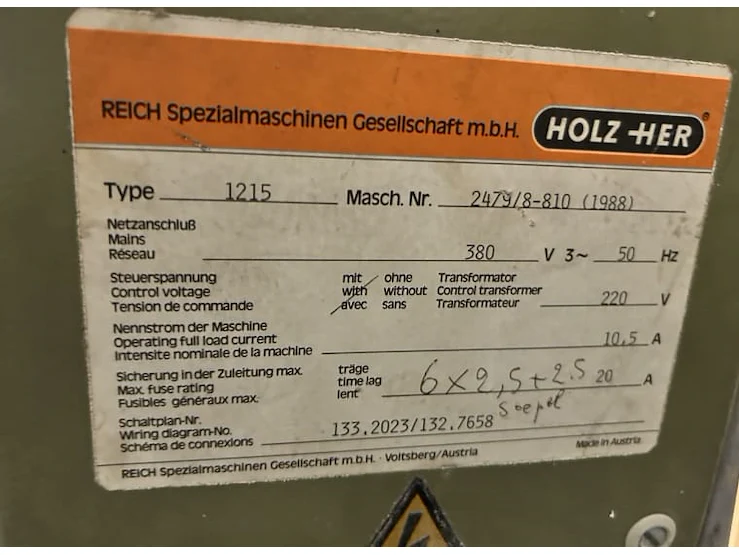 REICH Spezialmaschinen Gesellschaft m.b.H. HOLZ-HER®
Type 1215 Masch. Nr. 2479/8-810 (1988)
Netzanschluß
Mains
Réseau 380 V 3~ 50 Hz
Steuerspannung mit ohne Transformator
Control voltage with without Control transformer
Tension de commande avec sans Transformateur 220 V
Nennstrom der Maschine
Operating full load current
Intensite nominale de la machine 10,5 A
Sicherung in der Zuleitung max. träge
Max. fuse rating time lag 6x2,5+2.5 20 A
Fusibles généraux max. lent
Schaltplan-Nr.
Wiring diagram-No. 133.2023/132.7658
Schéma de connexions Made in Austria
REICH Spezialmaschinen Gesellschaft m.b.H. · Voitsberg/Austria